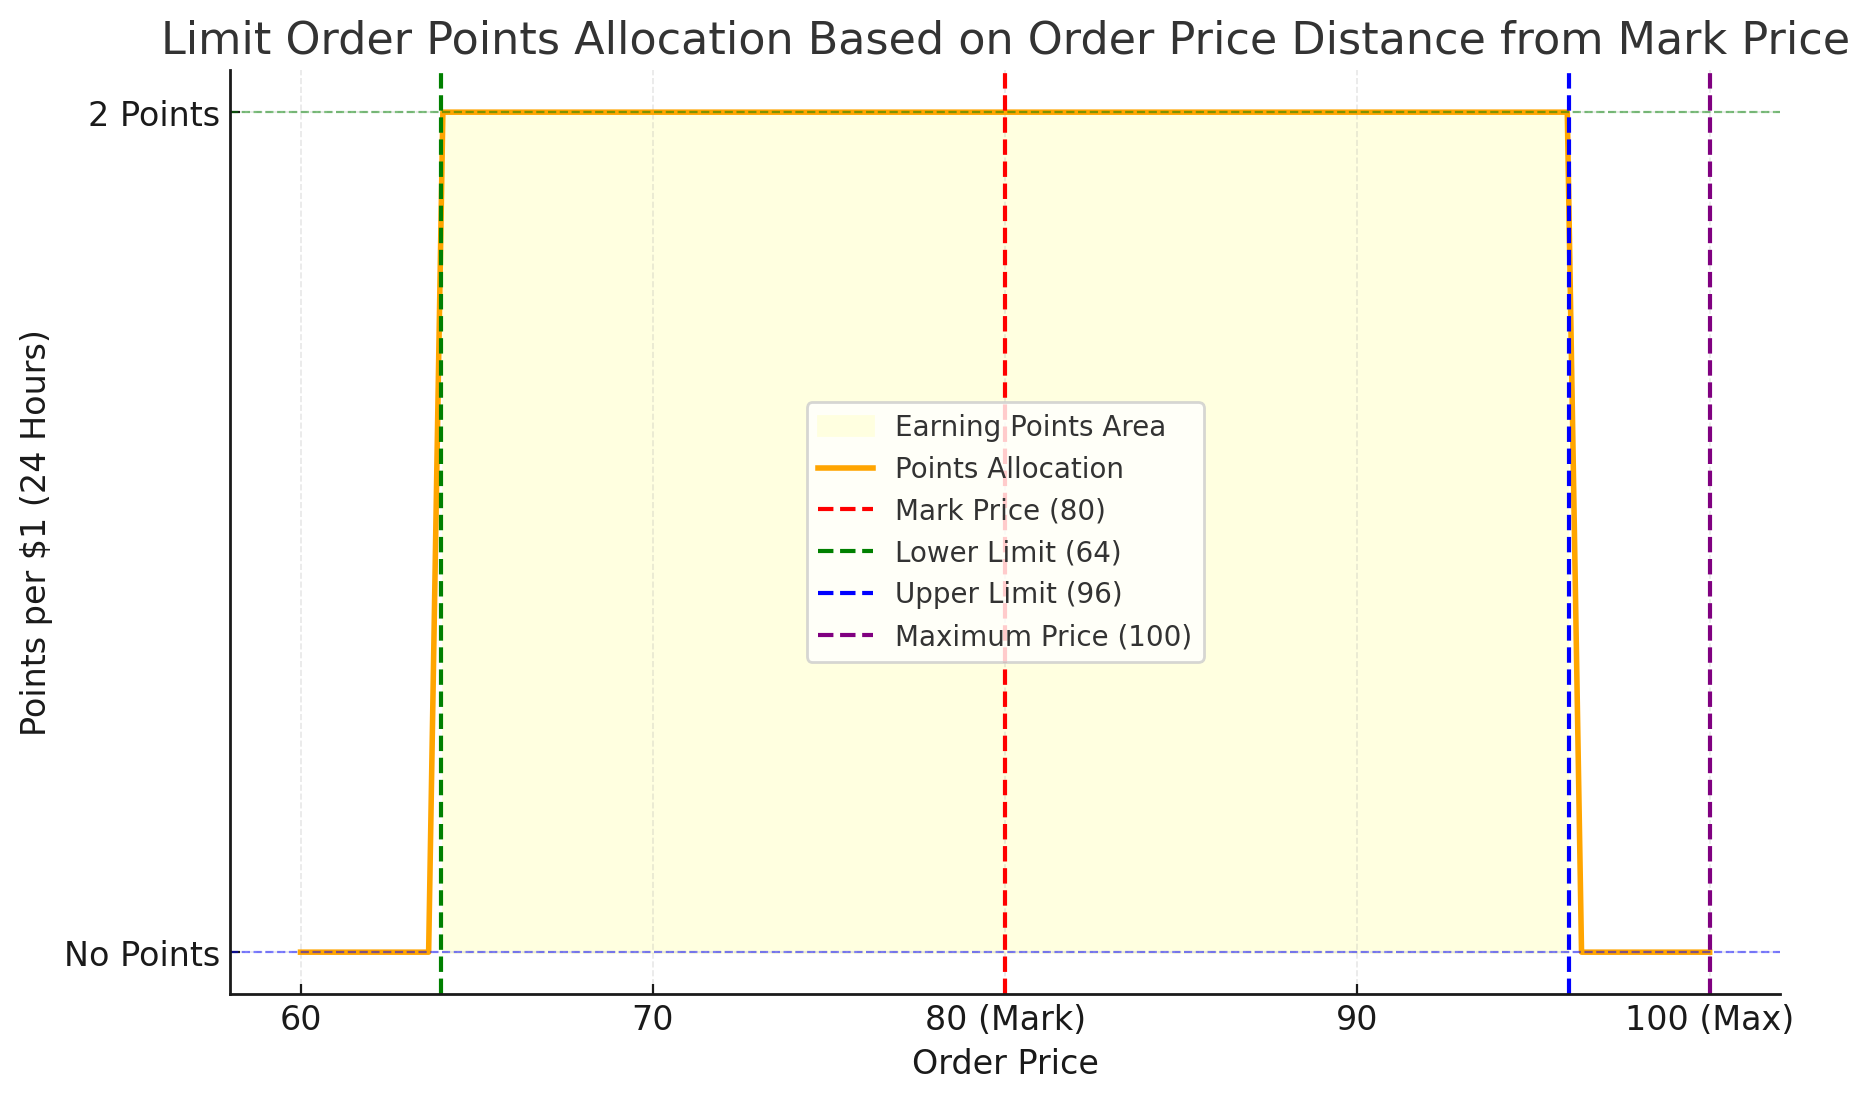 Limit Order Points Allocation Based on Order Price Distance from Mark Price
Points per $1 (24 Hours)
2 Points
No Points
Earning Points Area
Points Allocation
Mark Price (80)
Lower Limit (64)
Upper Limit (96)
Maximum Price (100)
60 70 80 (Mark) 90 100 (Max)
Order Price